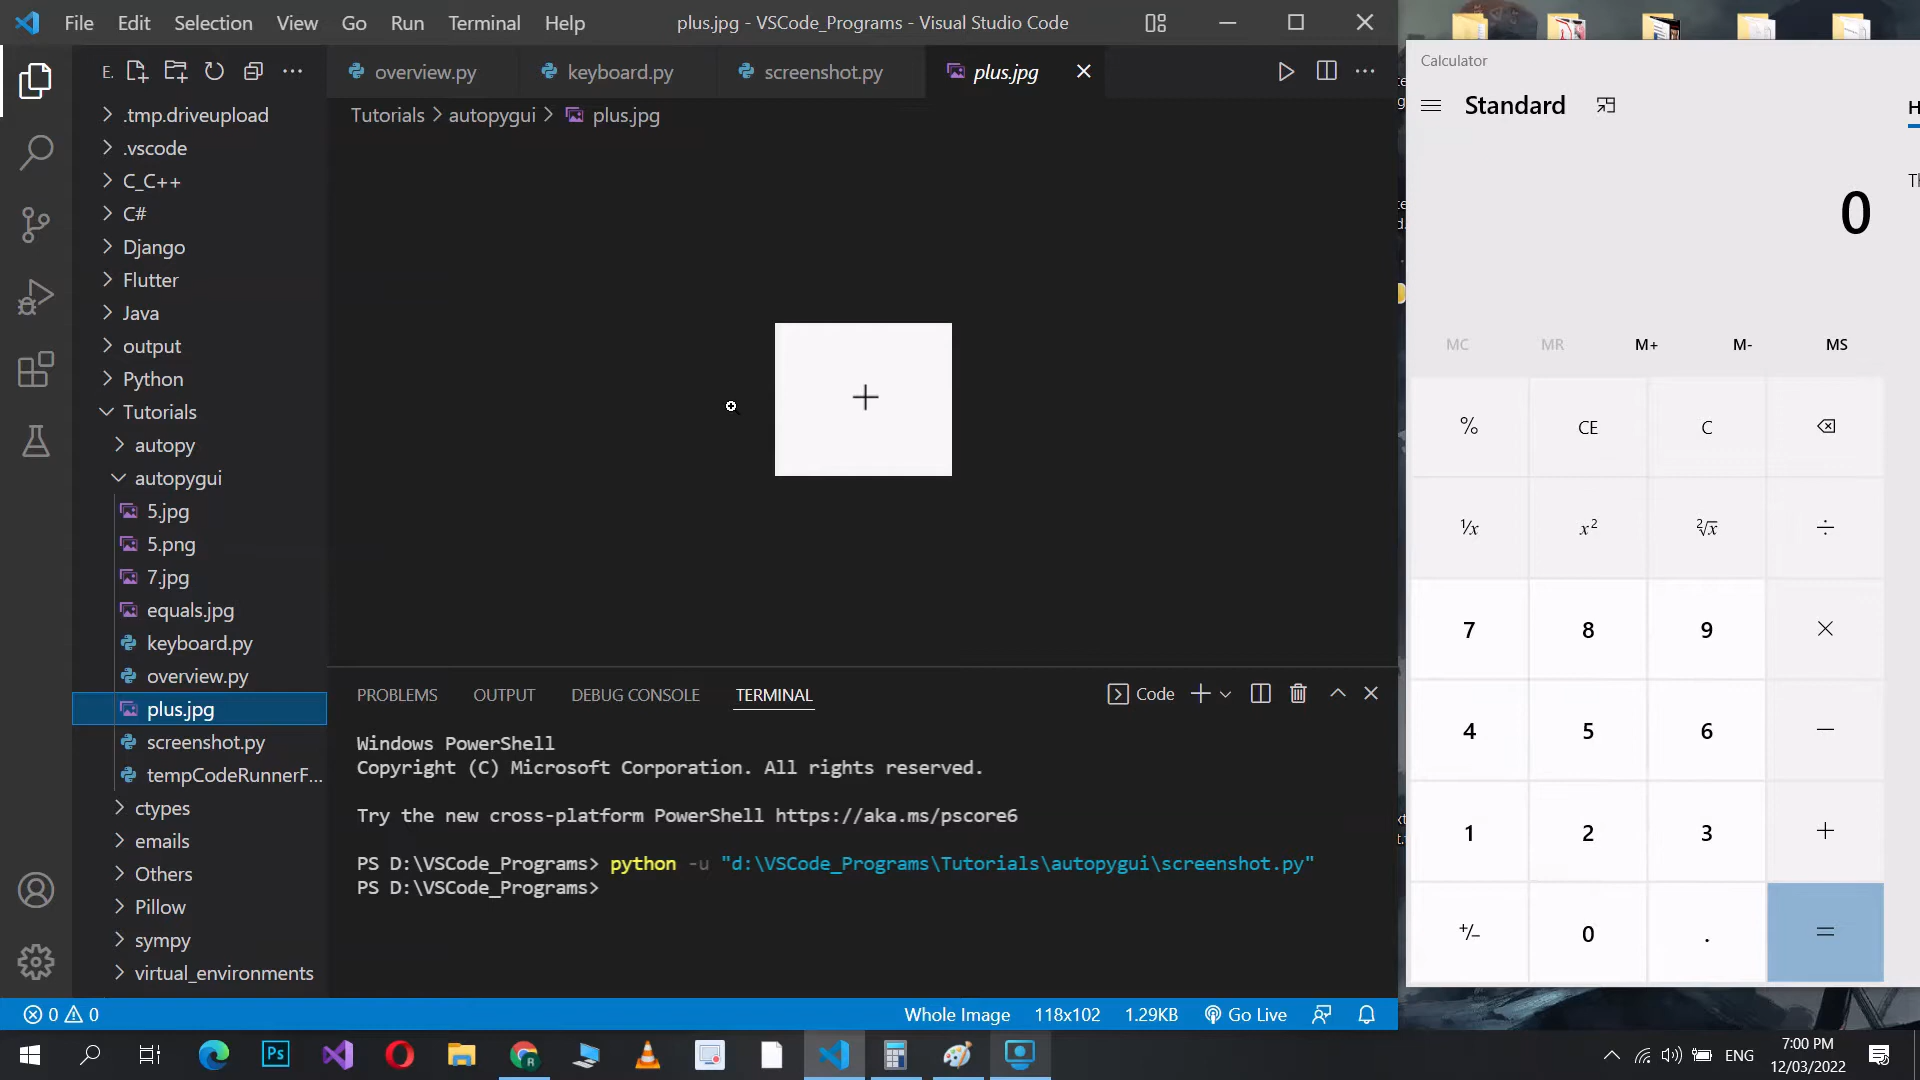 File Edit Selection View Go Run Terminal Help
plus.jpg - VSCode_Programs - Visual Studio Code
E.
overview.py
keyboard.py
screenshot.py
plus.jpg
Tutorials > autopygui > plus.jpg
.tmp.driveupload
.vscode
C_C++
C#
Django
Flutter
Java
output
Python
Tutorials
autopy
autopygui
5.jpg
5.png
7.jpg
equals.jpg
keyboard.py
overview.py
plus.jpg
screenshot.py
tempCodeRunnerF...
ctypes
emails
Others
Pillow
sympy
virtual_environments
+
PROBLEMS OUTPUT DEBUG CONSOLE TERMINAL
Code
Windows PowerShell
Copyright (C) Microsoft Corporation. All rights reserved.
Try the new cross-platform PowerShell https://aka.ms/pscore6
PS D:\VSCode_Programs> python -u "d:\VSCode_Programs\Tutorials\autopygui\screenshot.py"
PS D:\VSCode_Programs>
0 0
Whole Image 118x102 1.29KB Go Live
Calculator
Standard
H
Th
0
MC MR M+ M- MS
% CE C
⅟x x² ²√x ÷
7 8 9 ×
4 5 6 −
1 2 3 +
+/− 0 . =
Ps
ENG
7:00 PM
12/03/2022